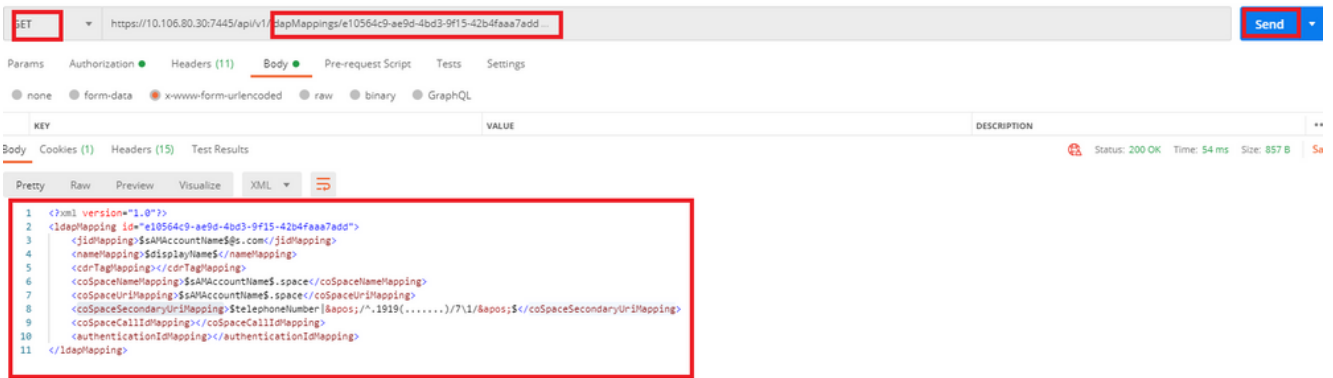 GET https://10.106.80.30:7445/api/v1/ldapMappings/e10564c9-ae9d-4bd3-9f15-42b4faaa7add ... Send
Params Authorization Headers (11) Body Pre-request Script Tests Settings
none form-data x-www-form-urlencoded raw binary GraphQL
KEY VALUE DESCRIPTION
Body Cookies (1) Headers (15) Test Results Status: 200 OK Time: 54 ms Size: 857 B Sa
Pretty Raw Preview Visualize XML
1 <?xml version="1.0"?>
2 <ldapMapping id="e10564c9-ae9d-4bd3-9f15-42b4faaa7add">
3 <jidMapping>$sAMAccountName$@s.com</jidMapping>
4 <nameMapping>$displayName$</nameMapping>
5 <cdrTagMapping></cdrTagMapping>
6 <coSpaceNameMapping>$sAMAccountName$.space</coSpaceNameMapping>
7 <coSpaceUriMapping>$sAMAccountName$.space</coSpaceUriMapping>
8 <coSpaceSecondaryUriMapping>$telephoneNumber|&apos;/^.1919(.......)/7\1/&apos;$</coSpaceSecondaryUriMapping>
9 <coSpaceCallIdMapping></coSpaceCallIdMapping>
10 <authenticationIdMapping></authenticationIdMapping>
11 </ldapMapping>